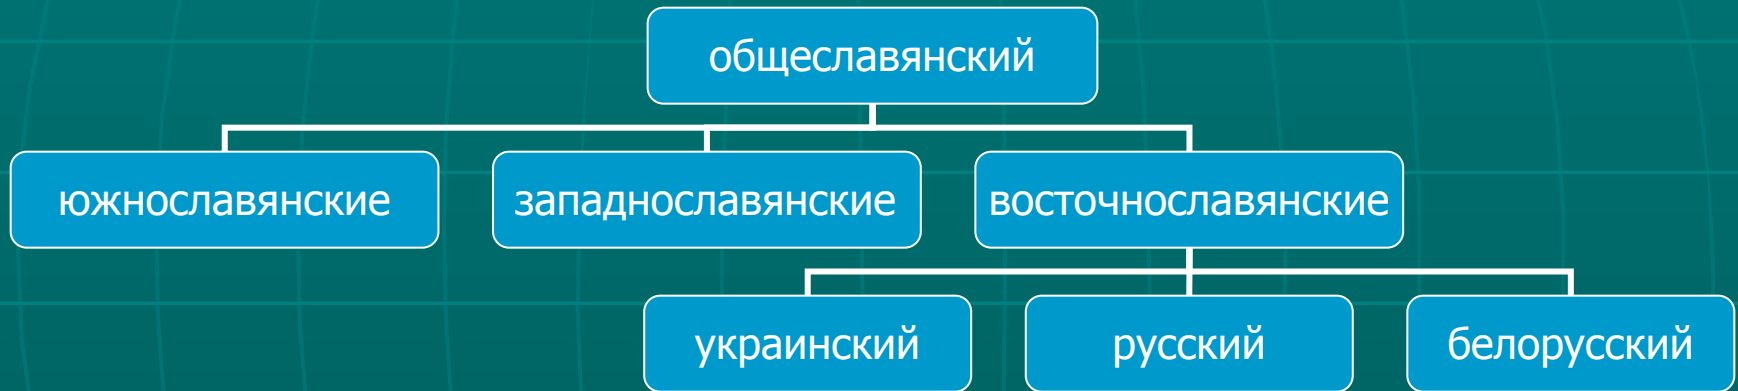 общеславянский
южнославянские
западнославянские
восточнославянские
украинский
русский
белорусский